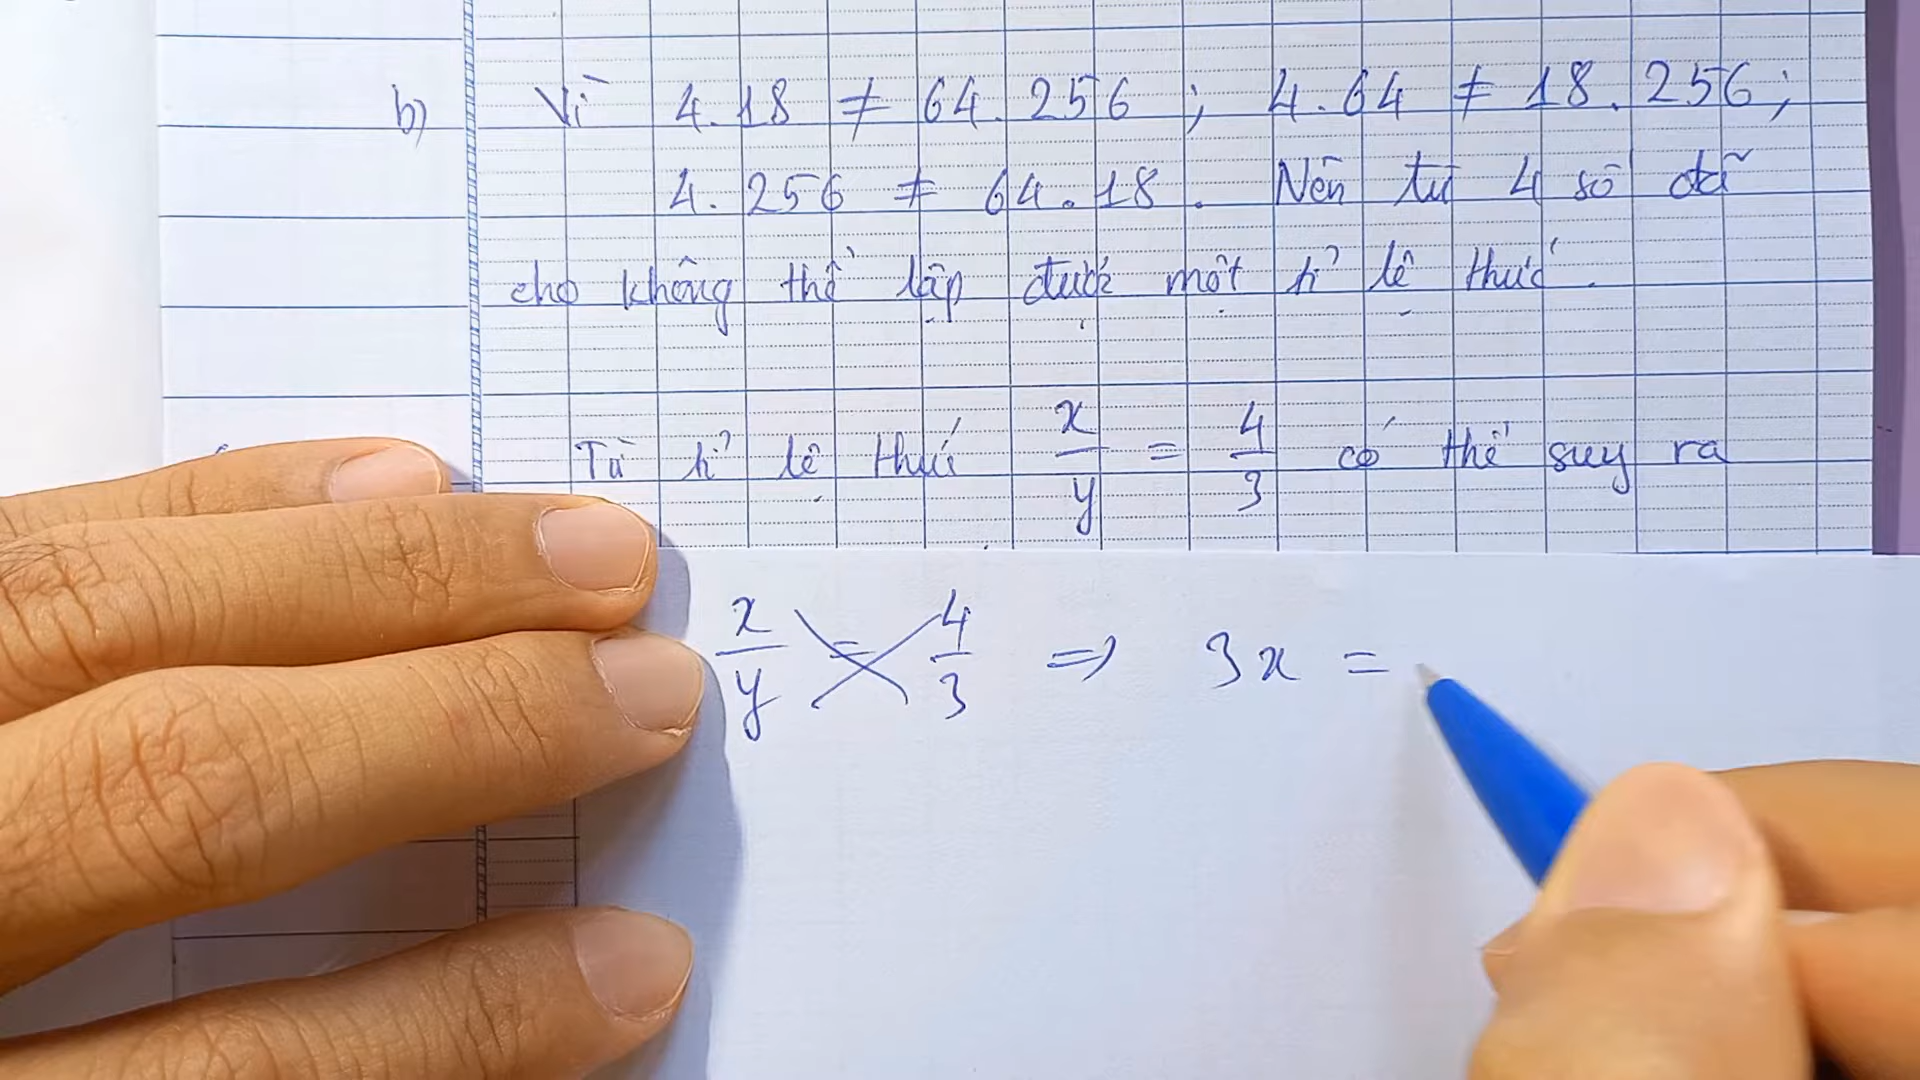 b) Vì 4.18 ≠ 64.256 ; 4.64 ≠ 18.256 ;
4.256 ≠ 64.18 . Nên từ 4 số đã
cho không thể lập được một tỉ lệ thức .
Từ tỉ lệ thức x/y = 4/3 có thể suy ra
x/y = 4/3 ⇒ 3x =